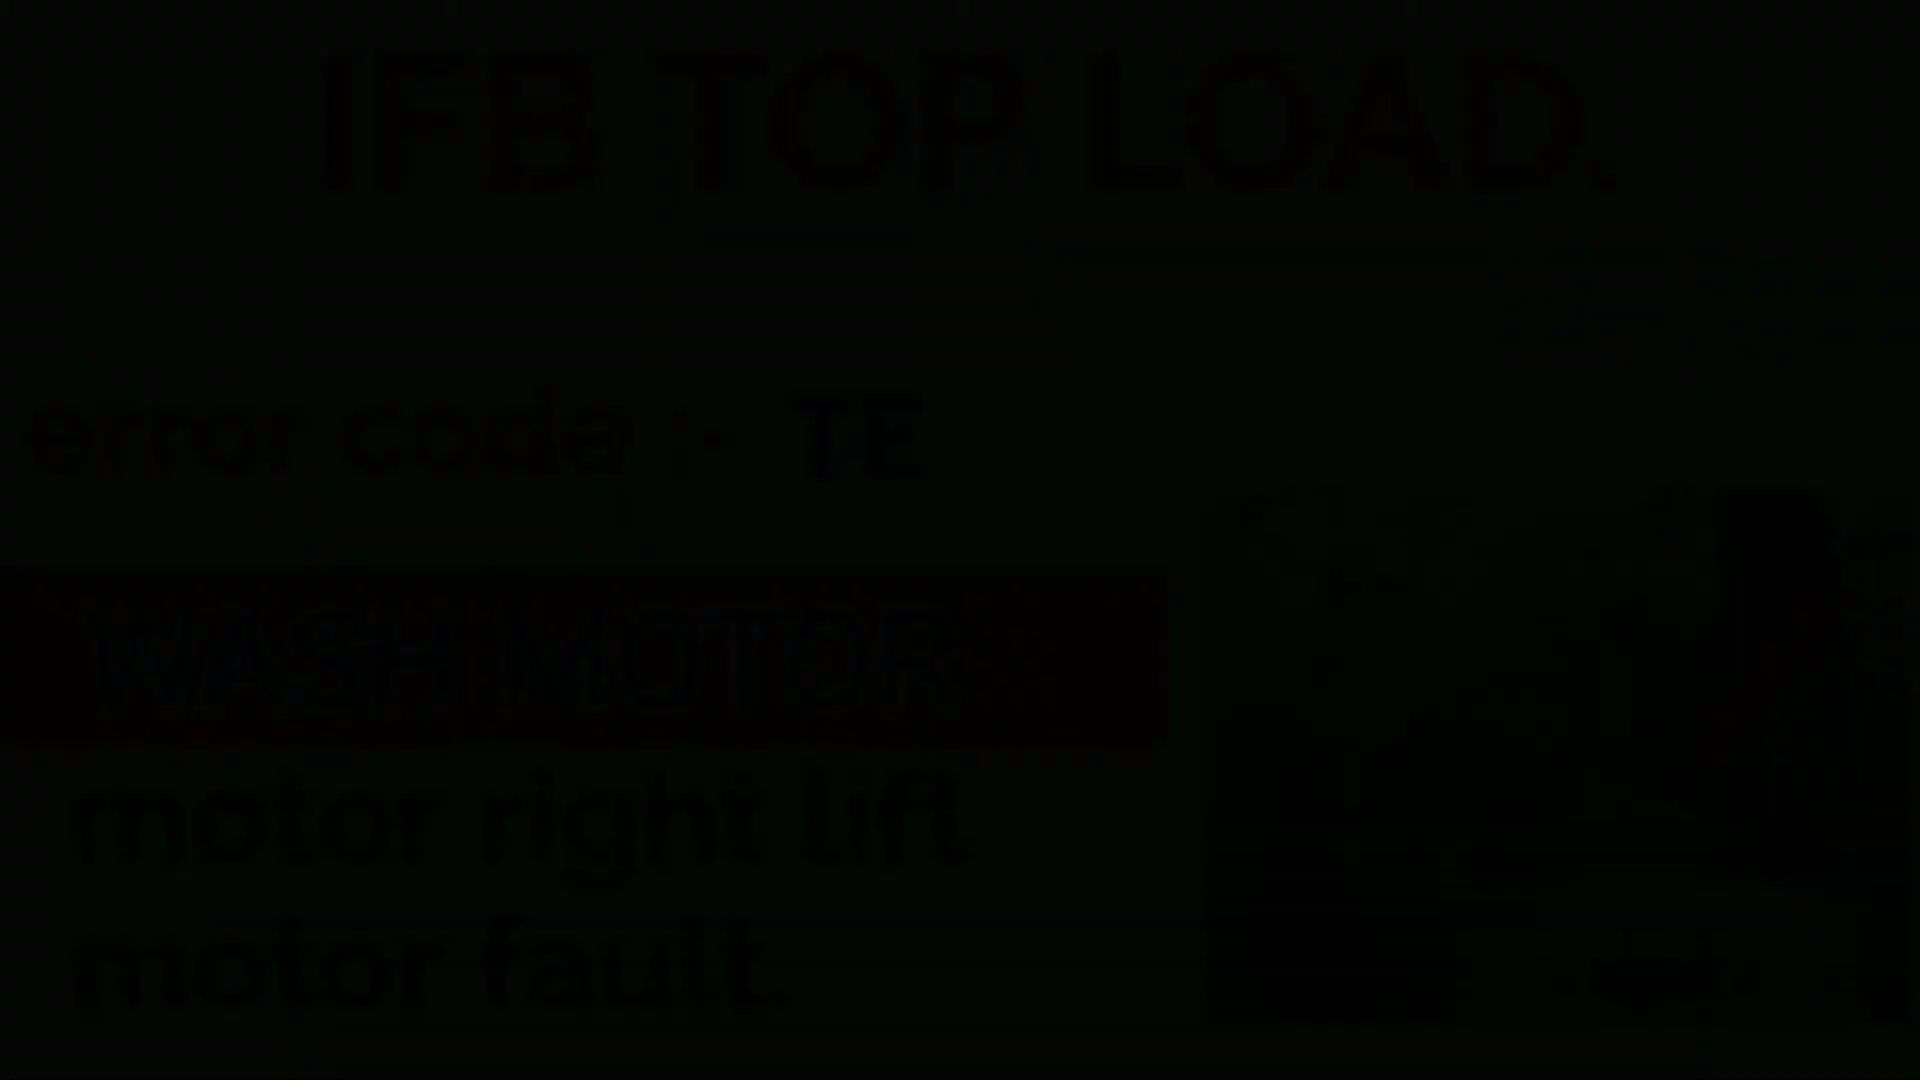 IFB TOP LOAD.
error code :- TE
WASH MOTOR
motor right lift
motor fault.